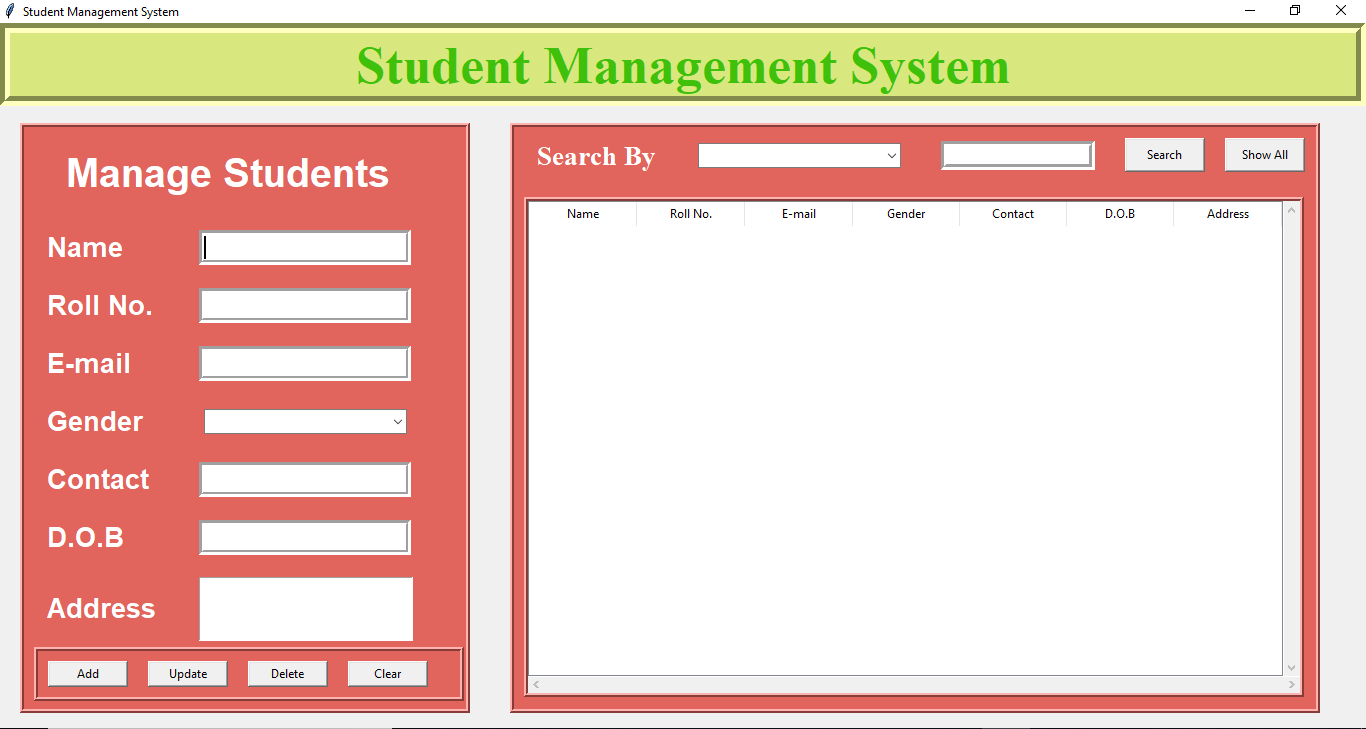 Student Management System
Student Management System
Manage Students
Name
Roll No.
E-mail
Gender
Contact
D.O.B
Address
Add Update Delete Clear
Search By Search Show All
Name Roll No. E-mail Gender Contact D.O.B Address